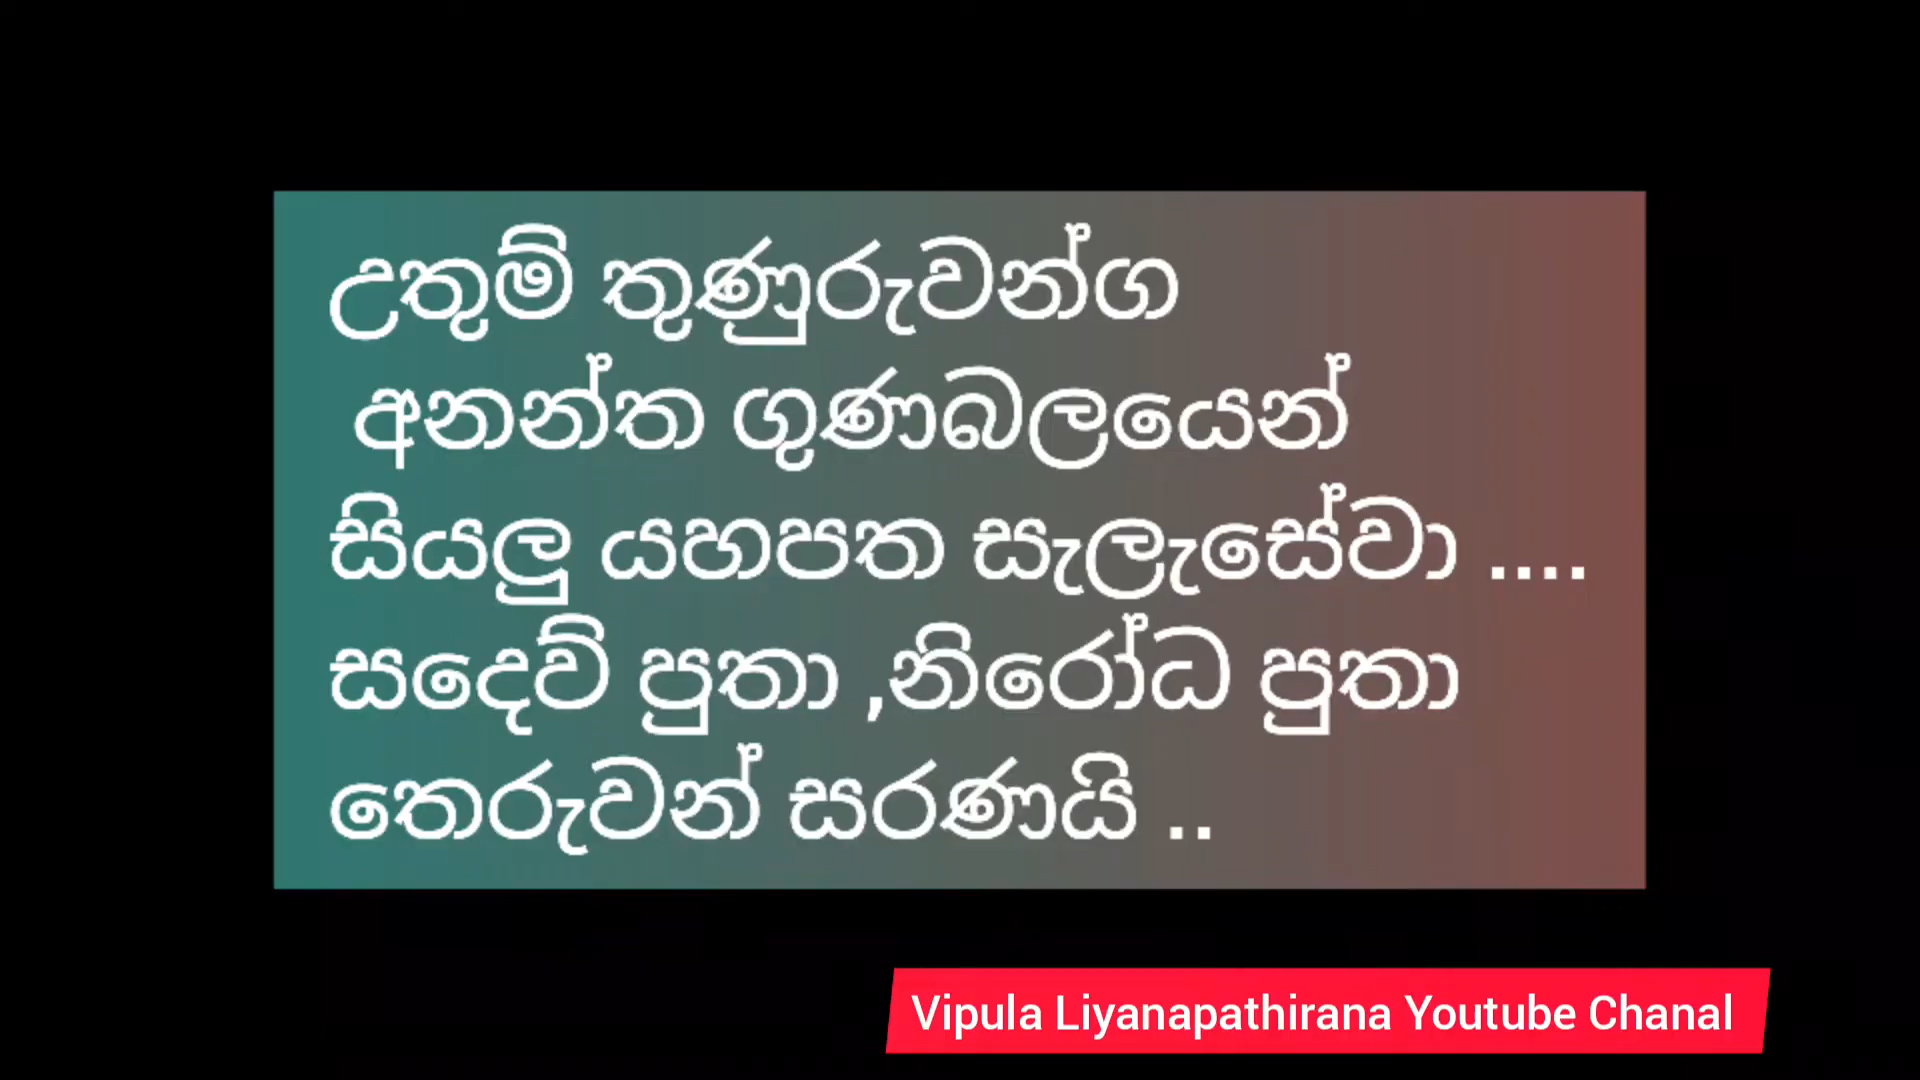 උතුම් තුණුරුවන්ග
අනන්ත ගුණබලයෙන්
සියලු යහපත සැලැසේවා ....
සදෙව් පුතා ,නිරෝධ පුතා
තෙරුවන් සරණයි ..
Vipula Liyanapathirana Youtube Chanal